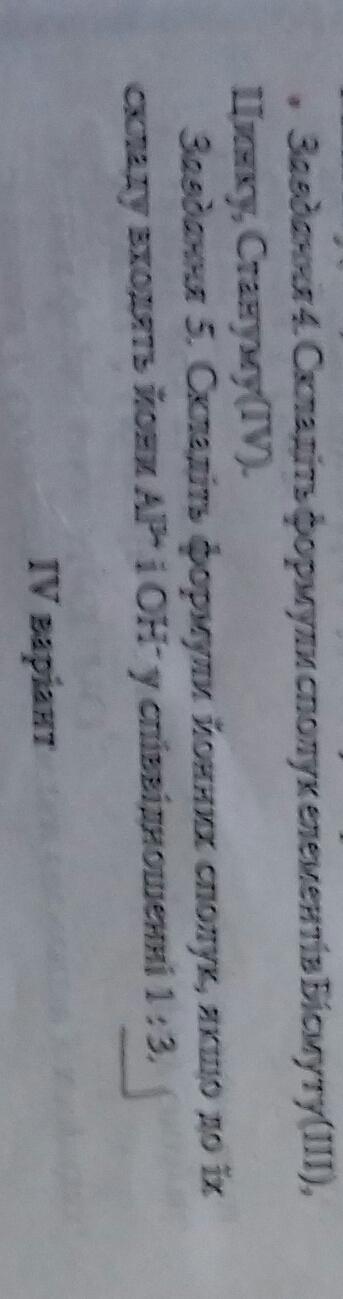 Завдання 4. Складіть формули сполук елементів Бісмуту(III),
Цинку, Стануму(IV).
Завдання 5. Складіть формули йонних сполук, якщо до їх
складу входять йони Al³⁺ і OH⁻ у співвідношенні 1 : 3.
IV варіант